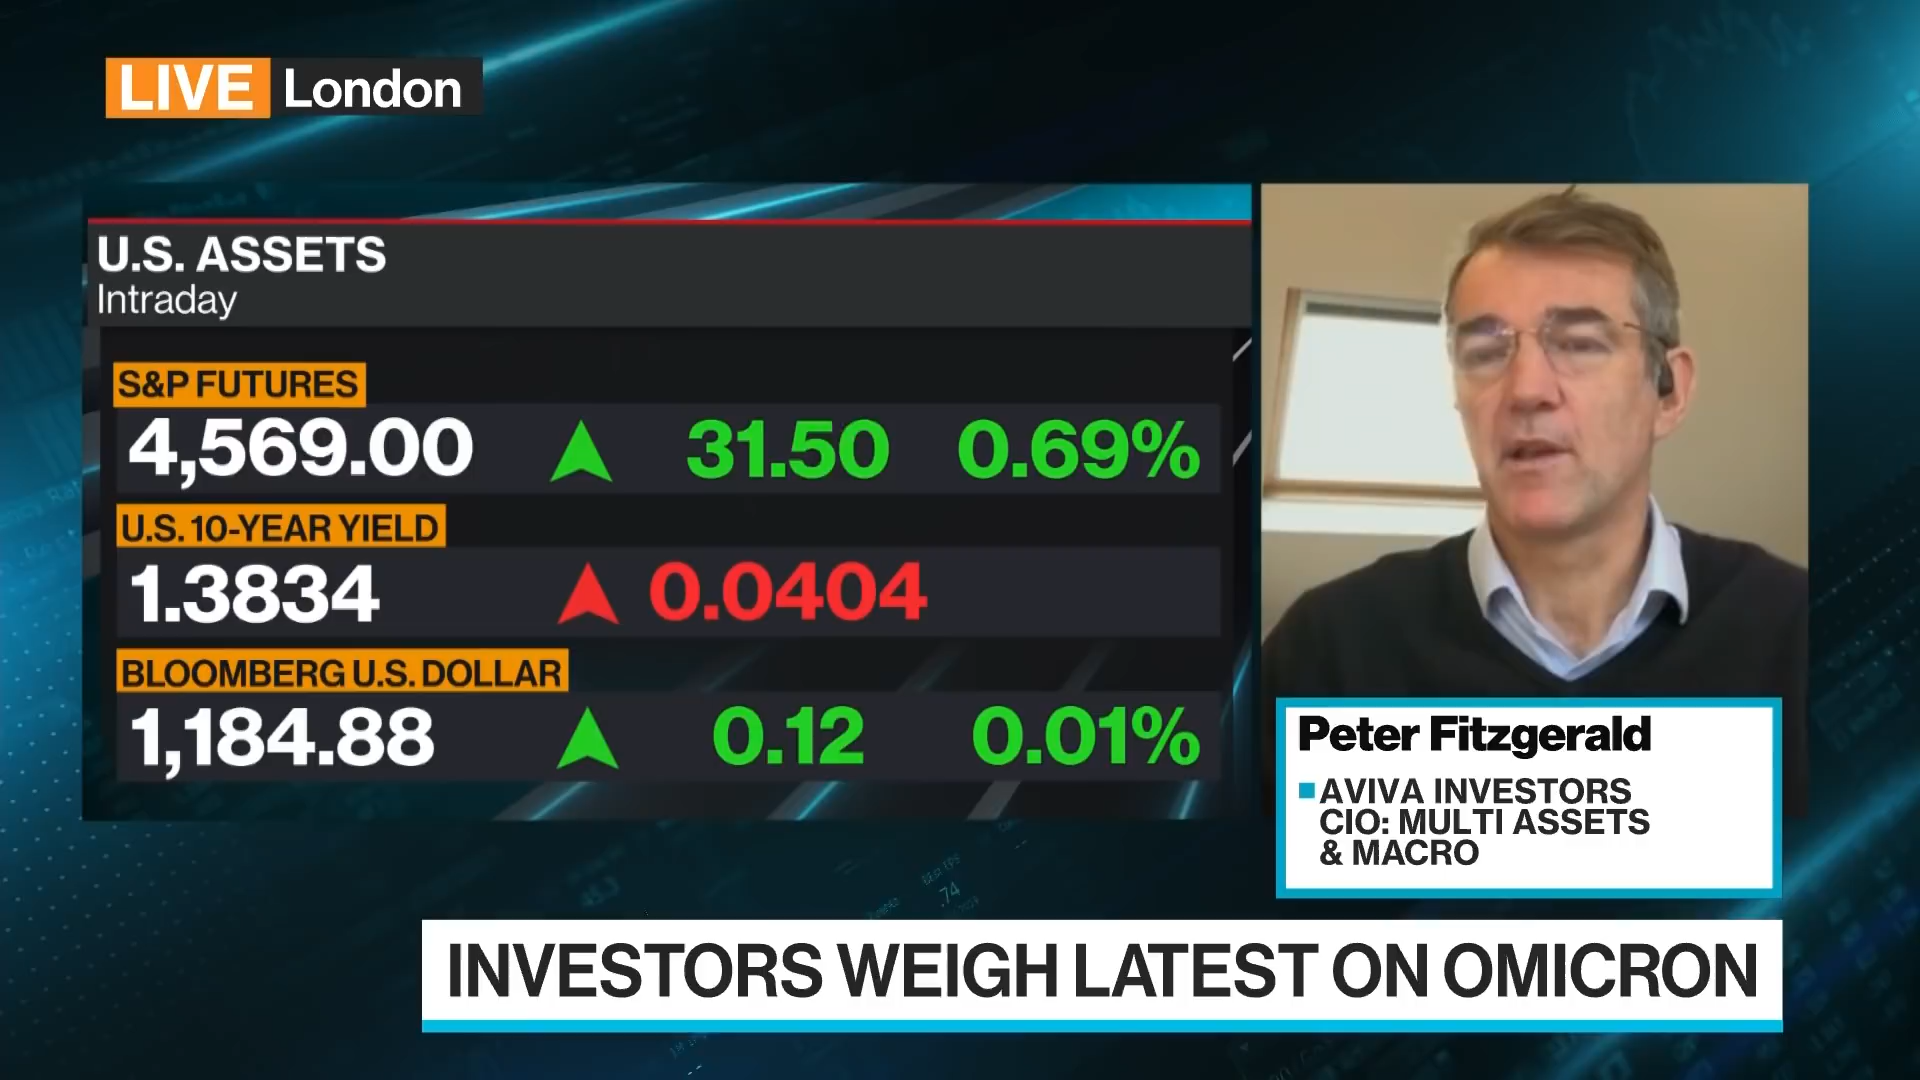 LIVE London
U.S. ASSETS
Intraday
S&P FUTURES
4,569.00 31.50 0.69%
U.S. 10-YEAR YIELD
1.3834 0.0404
BLOOMBERG U.S. DOLLAR
1,184.88 0.12 0.01%
Peter Fitzgerald
AVIVA INVESTORS
CIO: MULTI ASSETS
& MACRO
INVESTORS WEIGH LATEST ON OMICRON